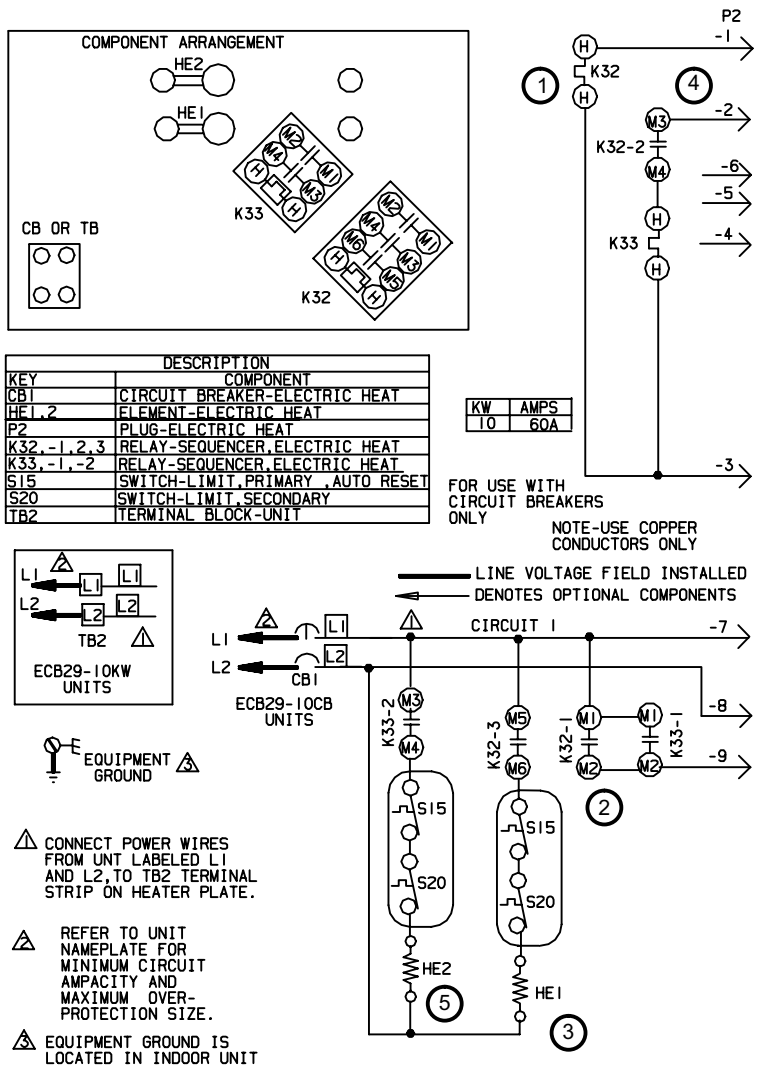 COMPONENT ARRANGEMENT
HE2
HE1
M2
M4
H
M1
M3
H
K33
CB OR TB
M2
M4
M6
H
M1
M3
M5
H
K32
P2
-1
H
K32
H
1
4
-2
M3
K32-2
M4
-6
-5
H
K33
-4
H
-3
DESCRIPTION
KEY COMPONENT
CB1 CIRCUIT BREAKER-ELECTRIC HEAT
HE1,2 ELEMENT-ELECTRIC HEAT
P2 PLUG-ELECTRIC HEAT
K32,-1,2,3 RELAY-SEQUENCER,ELECTRIC HEAT
K33,-1,-2 RELAY-SEQUENCER,ELECTRIC HEAT
S15 SWITCH-LIMIT,PRIMARY ,AUTO RESET
S20 SWITCH-LIMIT,SECONDARY
TB2 TERMINAL BLOCK-UNIT
KW AMPS
10 60A
FOR USE WITH
CIRCUIT BREAKERS
ONLY
NOTE-USE COPPER
CONDUCTORS ONLY
LINE VOLTAGE FIELD INSTALLED
DENOTES OPTIONAL COMPONENTS
2
L1 L1 L1
L2 L2 L2
TB2 1
ECB29-10KW
UNITS
2
L1 L1
L2 L2
CB1
ECB29-10CB
UNITS
1
CIRCUIT 1
-7
-8
-9
M3
K33-2
M4
M5
K32-3
M6
M1
K32-1
M2
M1
K33-1
M2
2
S15
S20
HE2
5
S15
S20
HE1
3
EQUIPMENT 3
GROUND
1 CONNECT POWER WIRES
FROM UNT LABELED L1
AND L2,TO TB2 TERMINAL
STRIP ON HEATER PLATE.
2 REFER TO UNIT
NAMEPLATE FOR
MINIMUM CIRCUIT
AMPACITY AND
MAXIMUM OVER-
PROTECTION SIZE.
3 EQUIPMENT GROUND IS
LOCATED IN INDOOR UNIT